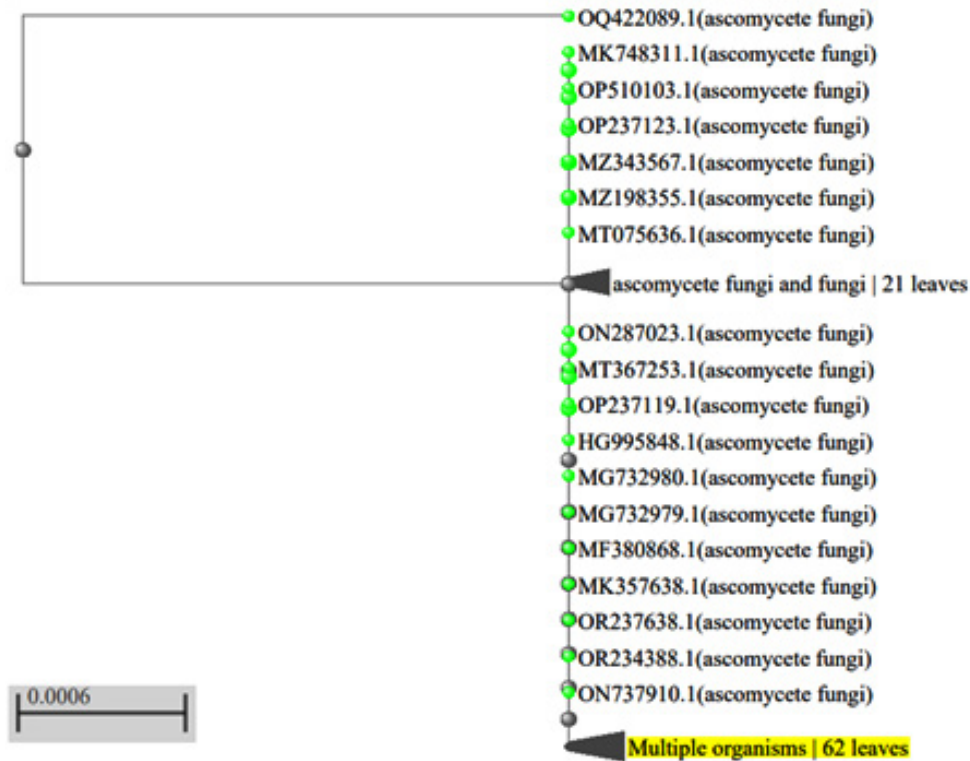 OQ422089.1(ascomycete fungi)
MK748311.1(ascomycete fungi)
OP510103.1(ascomycete fungi)
OP237123.1(ascomycete fungi)
MZ343567.1(ascomycete fungi)
MZ198355.1(ascomycete fungi)
MT075636.1(ascomycete fungi)
ascomycete fungi and fungi | 21 leaves
ON287023.1(ascomycete fungi)
MT367253.1(ascomycete fungi)
OP237119.1(ascomycete fungi)
HG995848.1(ascomycete fungi)
MG732980.1(ascomycete fungi)
MG732979.1(ascomycete fungi)
MF380868.1(ascomycete fungi)
MK357638.1(ascomycete fungi)
OR237638.1(ascomycete fungi)
OR234388.1(ascomycete fungi)
ON737910.1(ascomycete fungi)
0.0006
Multiple organisms | 62 leaves